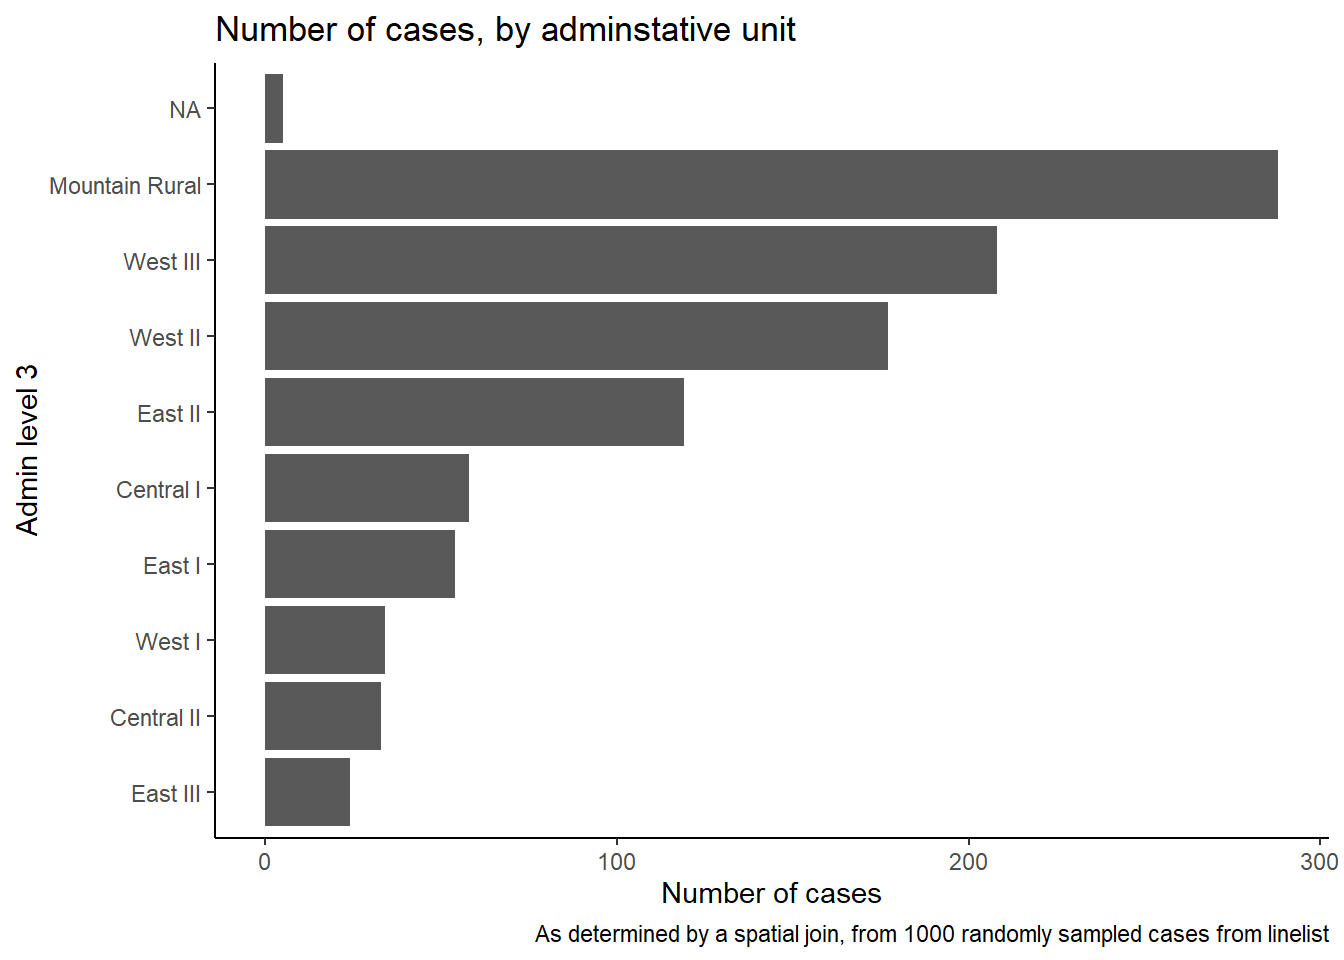 Number of cases, by adminstative unit
NA
Mountain Rural
West III
West II
East II
Central I
East I
West I
Central II
East III
Admin level 3
0 100 200 300
Number of cases
As determined by a spatial join, from 1000 randomly sampled cases from linelist